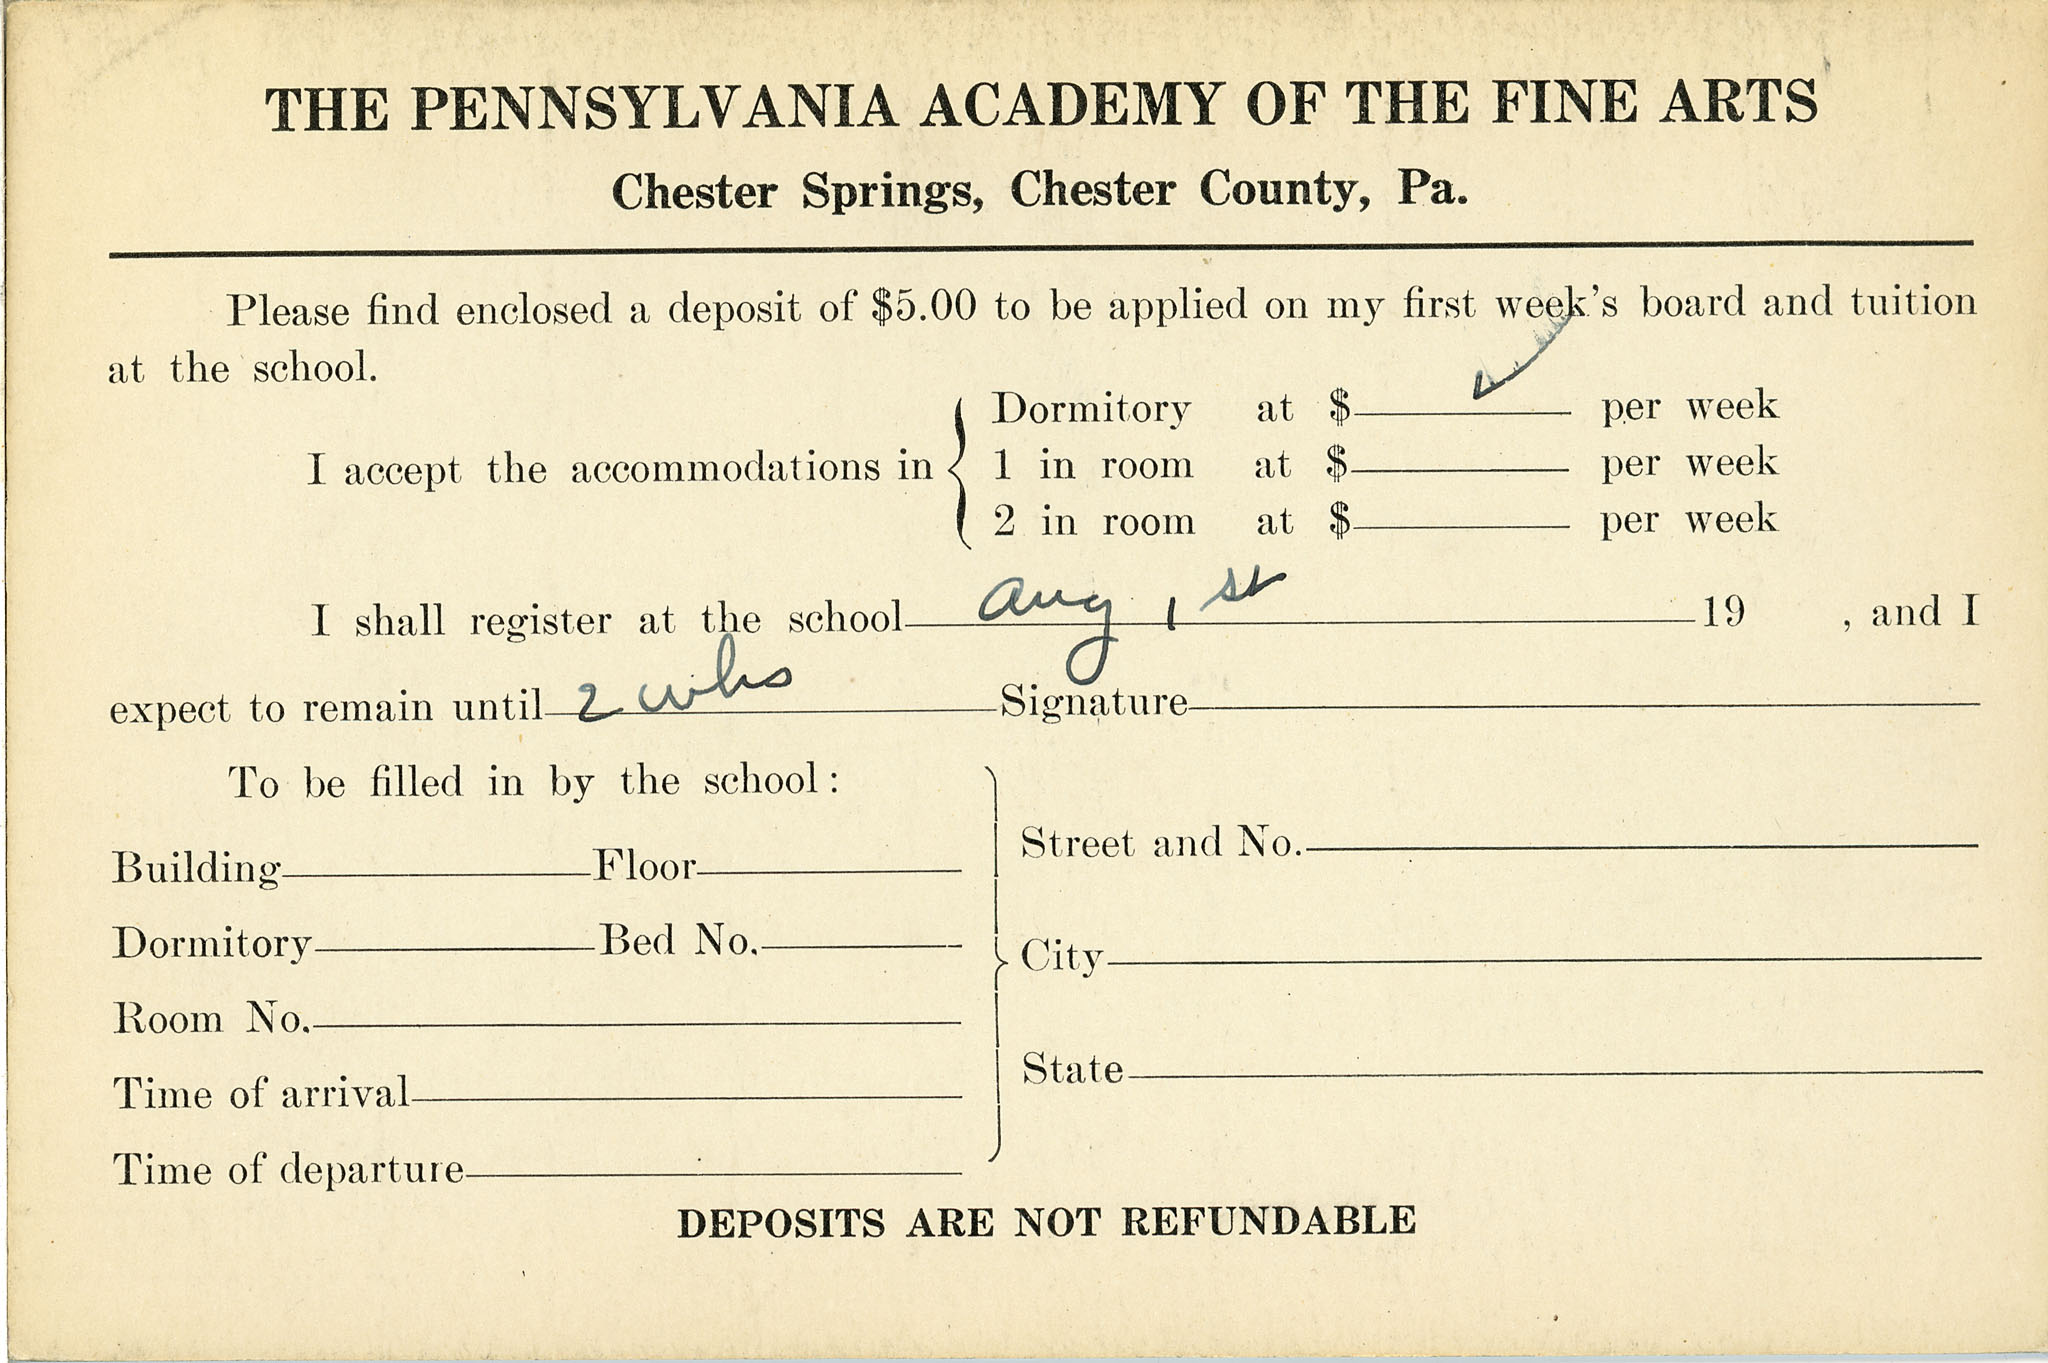 THE PENNSYLVANIA ACADEMY OF THE FINE ARTS
Chester Springs, Chester County, Pa.
Please find enclosed a deposit of $5.00 to be applied on my first week's board and tuition
at the school.
I accept the accommodations in
Dormitory at $ ✓ per week
1 in room at $ per week
2 in room at $ per week
I shall register at the school Aug 1st 19 , and I
expect to remain until 2 wks Signature
To be filled in by the school:
Building Floor
Dormitory Bed No.
Room No.
Time of arrival
Time of departure
Street and No.
City
State
DEPOSITS ARE NOT REFUNDABLE